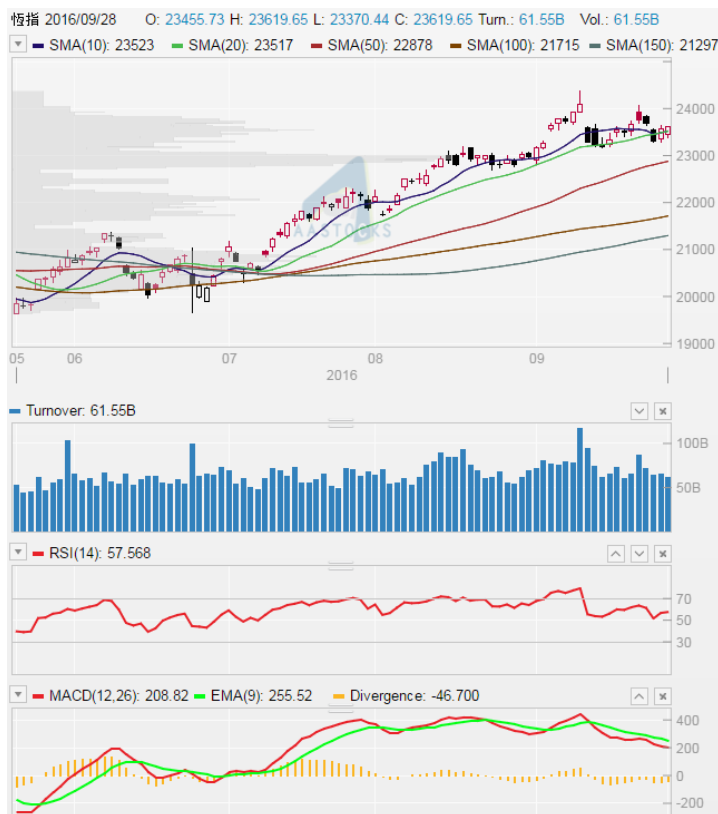 恆指 2016/09/28 O: 23455.73 H: 23619.65 L: 23370.44 C: 23619.65 Turn.: 61.55B Vol.: 61.55B
SMA(10): 23523 SMA(20): 23517 SMA(50): 22878 SMA(100): 21715 SMA(150): 21297
24000
23000
22000
AASTOCKS
21000
20000
19000
05 06 07 08 09
2016
Turnover: 61.55B
100B
50B
RSI(14): 57.568
70
50
30
MACD(12,26): 208.82 EMA(9): 255.52 Divergence: -46.700
400
200
0
-200